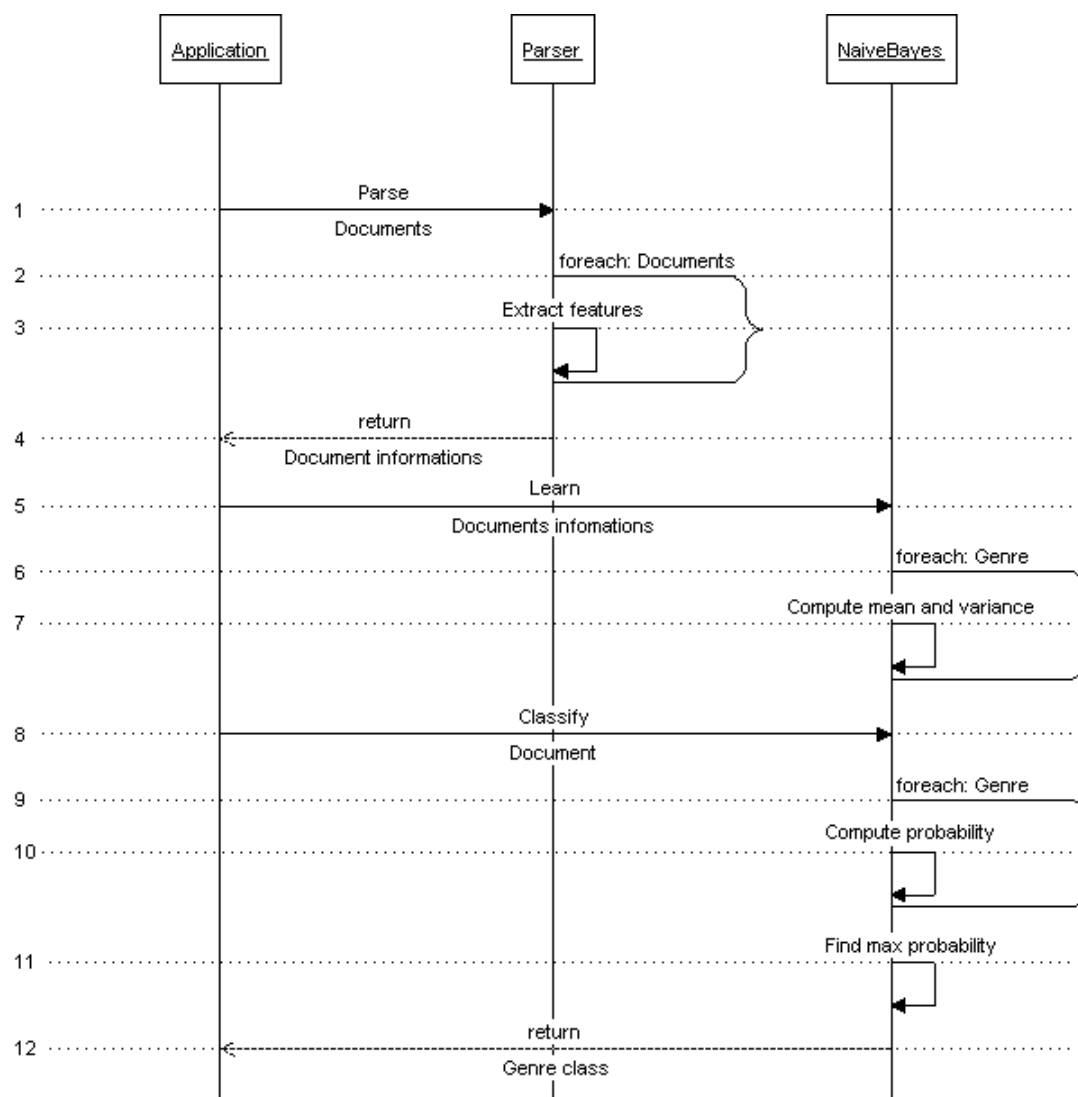 Application
Parser
NaiveBayes
Parse
1
Documents
foreach: Documents
2
Extract features
3
return
4
Document informations
Learn
5
Documents infomations
foreach: Genre
6
Compute mean and variance
7
Classify
8
Document
foreach: Genre
9
Compute probability
10
Find max probability
11
return
12
Genre class